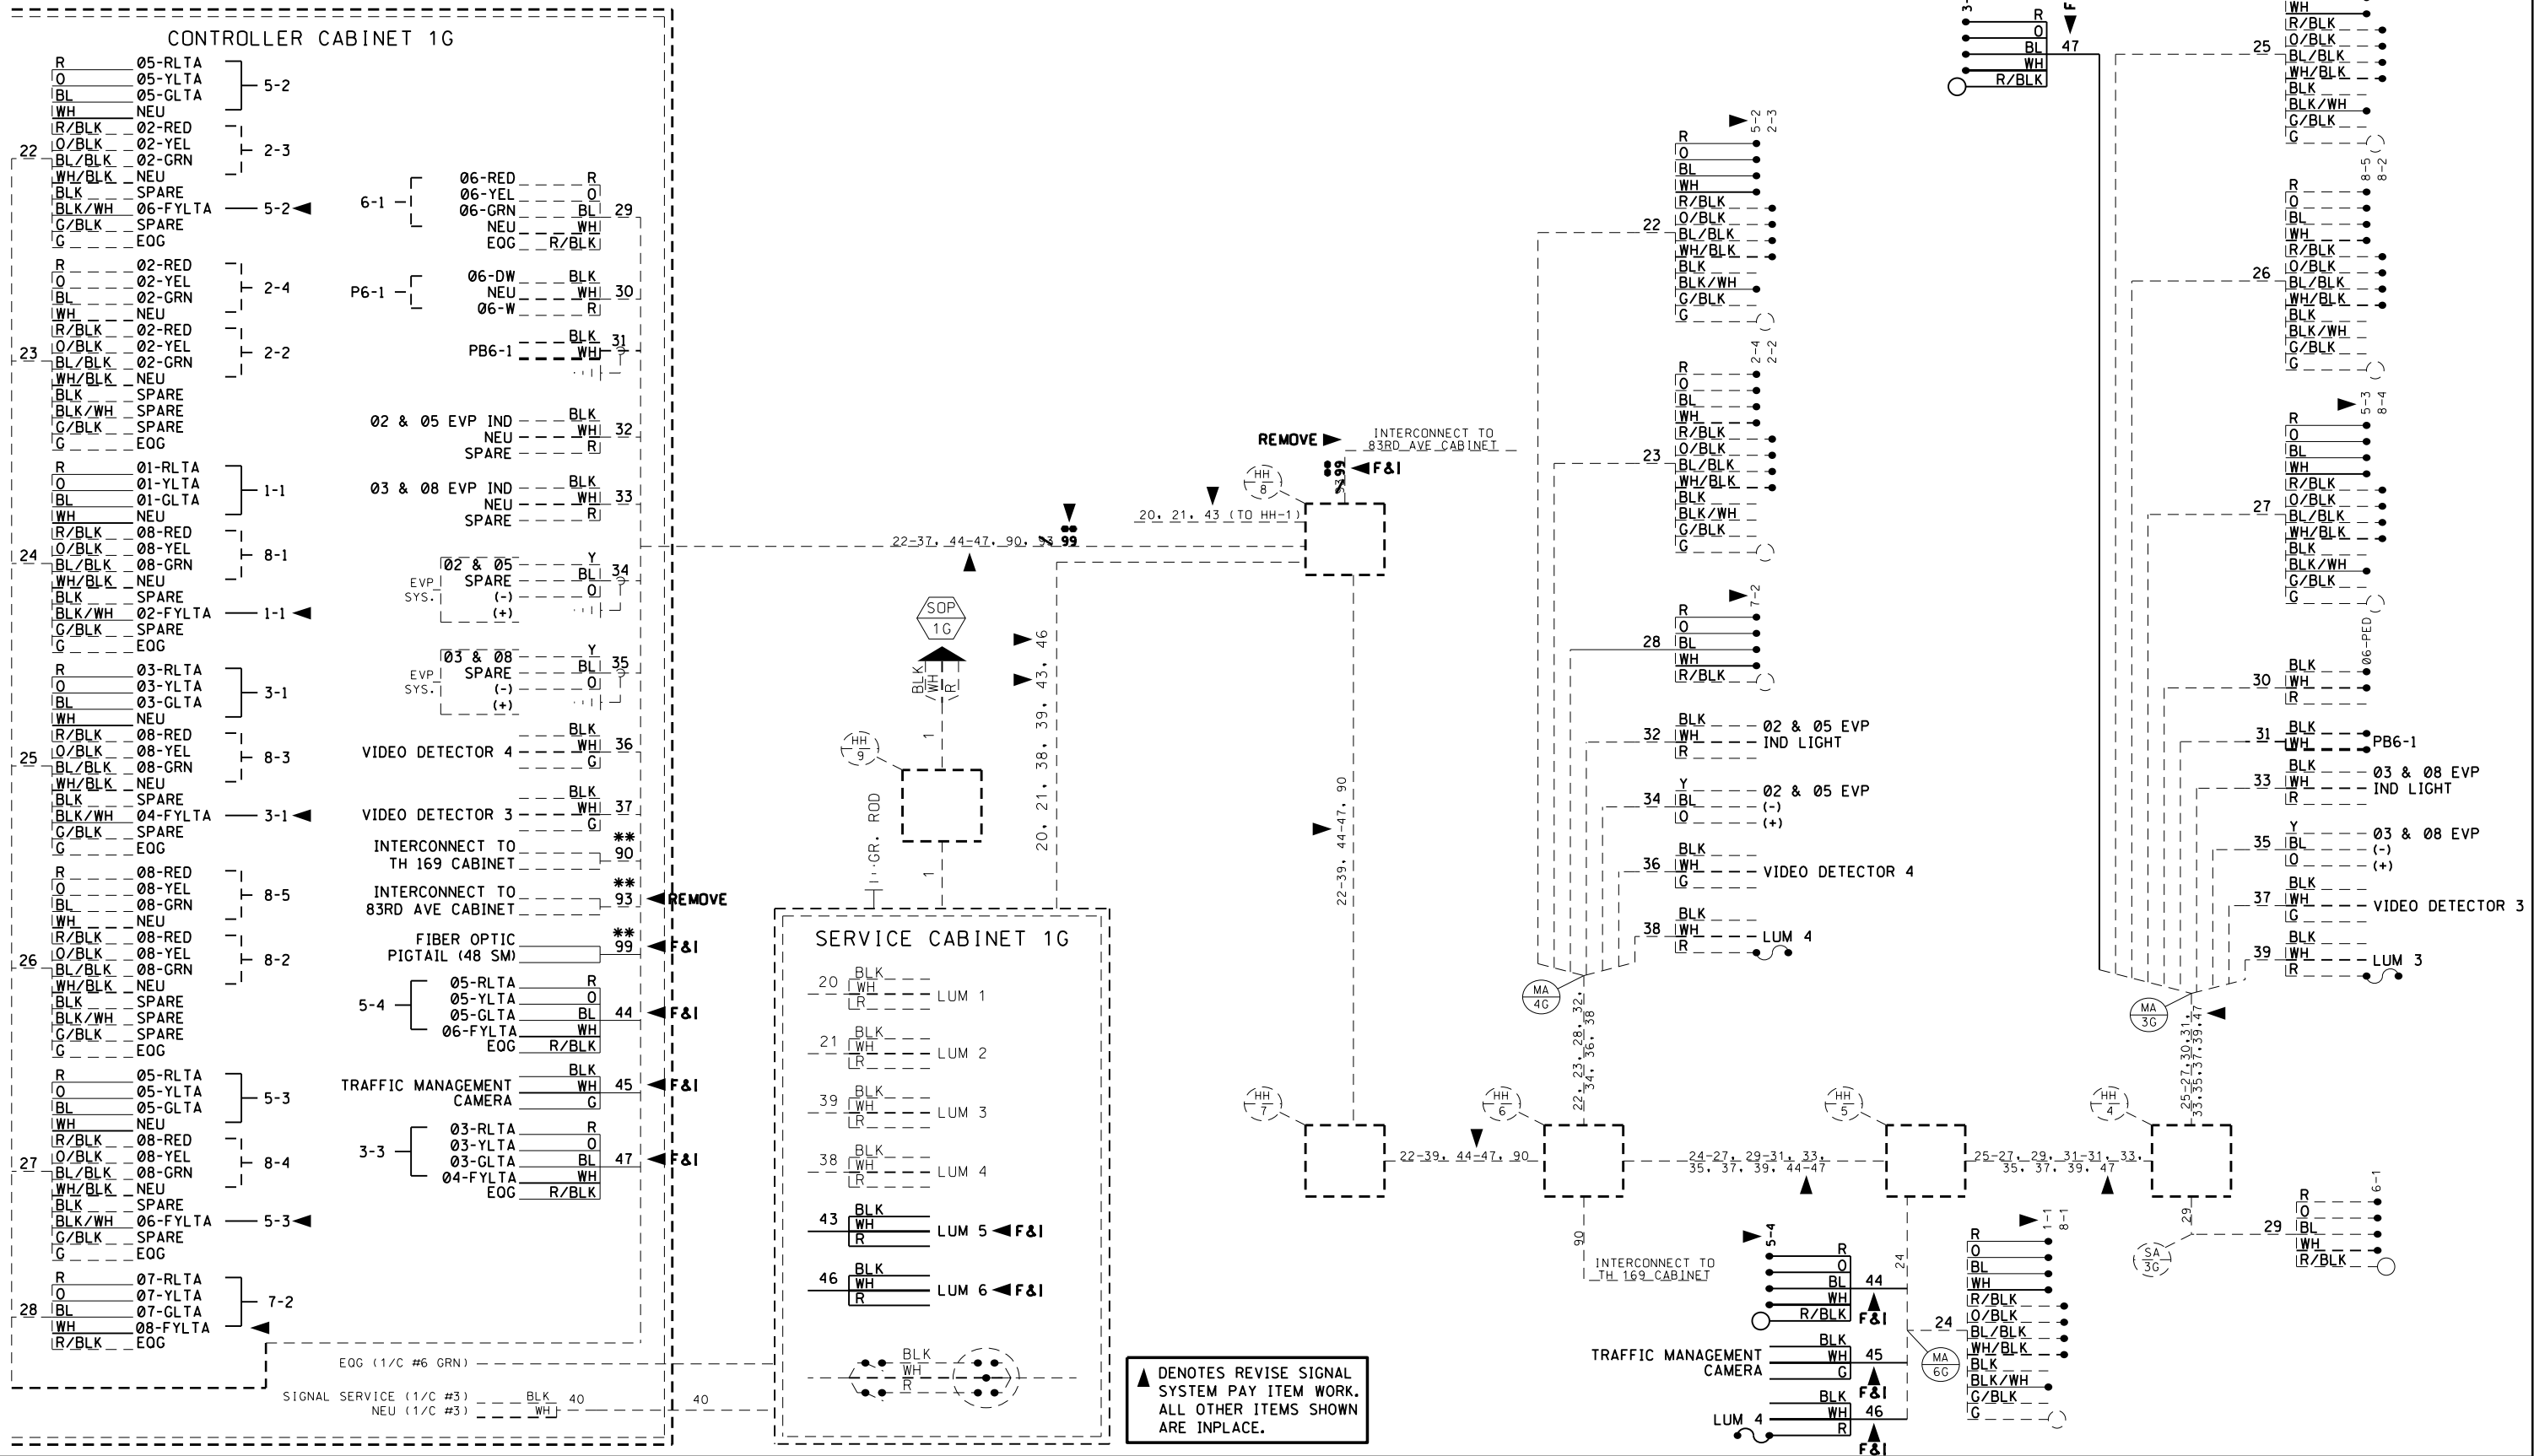 CONTROLLER CABINET 1G
R 05-RLTA
O 05-YLTA
BL 05-GLTA
WH NEU
5-2
R/BLK 02-RED
O/BLK 02-YEL
BL/BLK 02-GRN
WH/BLK NEU
2-3
22
BLK SPARE
BLK/WH 06-FYLTA 5-2
G/BLK SPARE
G EQG
R 02-RED
O 02-YEL
BL 02-GRN
WH NEU
2-4
R/BLK 02-RED
O/BLK 02-YEL
BL/BLK 02-GRN
WH/BLK NEU
2-2
23
BLK SPARE
BLK/WH SPARE
G/BLK SPARE
G EQG
R 01-RLTA
O 01-YLTA
BL 01-GLTA
WH NEU
1-1
R/BLK 08-RED
O/BLK 08-YEL
BL/BLK 08-GRN
WH/BLK NEU
8-1
24
BLK SPARE
BLK/WH 02-FYLTA 1-1
G/BLK SPARE
G EQG
R 03-RLTA
O 03-YLTA
BL 03-GLTA
WH NEU
3-1
R/BLK 08-RED
O/BLK 08-YEL
BL/BLK 08-GRN
WH/BLK NEU
8-3
25
BLK SPARE
BLK/WH 04-FYLTA 3-1
G/BLK SPARE
G EQG
R 08-RED
O 08-YEL
BL 08-GRN
WH NEU
8-5
R/BLK 08-RED
O/BLK 08-YEL
BL/BLK 08-GRN
WH/BLK NEU
8-2
26
BLK SPARE
BLK/WH SPARE
G/BLK SPARE
G EQG
R 05-RLTA
O 05-YLTA
BL 05-GLTA
WH NEU
5-3
R/BLK 08-RED
O/BLK 08-YEL
BL/BLK 08-GRN
WH/BLK NEU
8-4
27
BLK SPARE
BLK/WH 06-FYLTA 5-3
G/BLK SPARE
G EQG
R 07-RLTA
O 07-YLTA
BL 07-GLTA
WH 08-FYLTA
7-2
28
R/BLK EQG
6-1
06-RED R
06-YEL O
06-GRN BL 29
NEU WH
EQG R/BLK
P6-1
06-DW BLK
NEU WH 30
06-W R
PB6-1
BLK
WH 31
02 & 05 EVP IND BLK
NEU WH 32
SPARE R
03 & 08 EVP IND BLK
NEU WH 33
SPARE R
EVP
SYS.
02 & 05 Y
SPARE BL 34
(-) O
(+)
EVP
SYS.
03 & 08 Y
SPARE BL 35
(-) O
(+)
BLK
VIDEO DETECTOR 4 WH 36
G
BLK
VIDEO DETECTOR 3 WH 37
G
INTERCONNECT TO
TH 169 CABINET
** 90
INTERCONNECT TO
83RD AVE CABINET
** 93 REMOVE
FIBER OPTIC
PIGTAIL (48 SM)
** 99 F&I
5-4
05-RLTA R
05-YLTA O
05-GLTA BL 44 F&I
06-FYLTA WH
EQG R/BLK
TRAFFIC MANAGEMENT
CAMERA
BLK
WH 45 F&I
G
3-3
03-RLTA R
03-YLTA O
03-GLTA BL 47 F&I
04-FYLTA WH
EQG R/BLK
EQG (1/C #6 GRN)
SIGNAL SERVICE (1/C #3) BLK 40
NEU (1/C #3) WH
40
REMOVE
INTERCONNECT TO
83RD AVE CABINET
99 F&I
HH
8
20, 21, 43 (TO HH-1)
22-37, 44-47, 90, 93 99
SOP
1G
BLK
WH
R
1
HH
9
GR. ROD
1
20, 21, 38, 39, 43, 46
22-39, 44-47, 90
SERVICE CABINET 1G
20 BLK
WH
R
LUM 1
21 BLK
WH
R
LUM 2
39 BLK
WH
R
LUM 3
38 BLK
WH
R
LUM 4
43 BLK
WH
R
LUM 5 F&I
46 BLK
WH
R
LUM 6 F&I
BLK
WH
R
DENOTES REVISE SIGNAL
SYSTEM PAY ITEM WORK.
ALL OTHER ITEMS SHOWN
ARE INPLACE.
5-2
2-3
22
R
O
BL
WH
R/BLK
O/BLK
BL/BLK
WH/BLK
BLK
BLK/WH
G/BLK
G
2-4
2-2
23
R
O
BL
WH
R/BLK
O/BLK
BL/BLK
WH/BLK
BLK
BLK/WH
G/BLK
G
7-2
28
R
O
BL
WH
R/BLK
32
BLK
WH
R
02 & 05 EVP
IND LIGHT
34
Y
BL
O
02 & 05 EVP
(-)
(+)
36
BLK
WH
G
VIDEO DETECTOR 4
38
BLK
WH
R
LUM 4
MA
4G
22, 23, 28, 32,
34, 36, 38
R
O
BL
WH
R/BLK
47
25
WH
R/BLK
O/BLK
BL/BLK
WH/BLK
BLK
BLK/WH
G/BLK
G
8-5
8-2
26
R
O
BL
WH
R/BLK
O/BLK
BL/BLK
WH/BLK
BLK
BLK/WH
G/BLK
G
5-3
8-4
27
R
O
BL
WH
R/BLK
O/BLK
BL/BLK
WH/BLK
BLK
BLK/WH
G/BLK
G
06-PED
30
BLK
WH
R
31
BLK
WH
PB6-1
33
BLK
WH
R
03 & 08 EVP
IND LIGHT
35
Y
BL
O
03 & 08 EVP
(-)
(+)
37
BLK
WH
G
VIDEO DETECTOR 3
39
BLK
WH
R
LUM 3
MA
3G
25-27,30,31,
33,35,37,39,47
HH
7
22-39, 44-47, 90
HH
6
24-27, 29-31, 33,
35, 37, 39, 44-47
HH
5
25-27, 29, 31-31, 33,
35, 37, 39, 47
HH
4
90
INTERCONNECT TO
TH 169 CABINET
5-4
R
O
BL 44
WH
R/BLK
F&I
TRAFFIC MANAGEMENT
CAMERA
BLK
WH 45
G
F&I
LUM 4
BLK
WH 46
R
F&I
24
1-1
8-1
24
R
O
BL
WH
R/BLK
O/BLK
BL/BLK
WH/BLK
BLK
BLK/WH
G/BLK
G
MA
6G
29
SA
3G
6-1
29
R
O
BL
WH
R/BLK